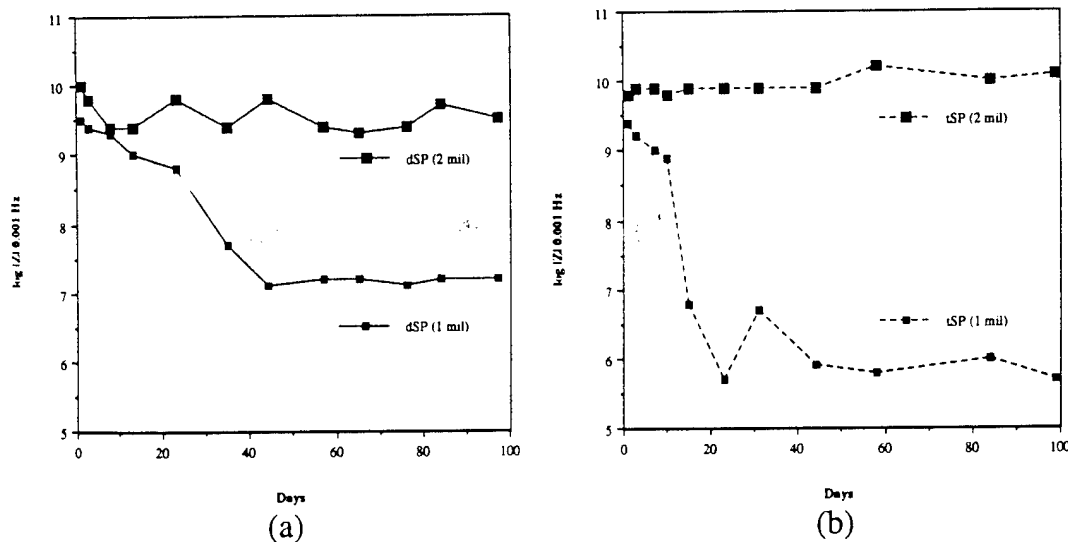 11
10
9
8
7
6
5
log |Z| 0.001 Hz
dSP (2 mil)
dSP (1 mil)
0 20 40 60 80 100
Days
(a)
11
10
9
8
7
6
5
log |Z| 0.001 Hz
tSP (2 mil)
tSP (1 mil)
0 20 40 60 80 100
Days
(b)